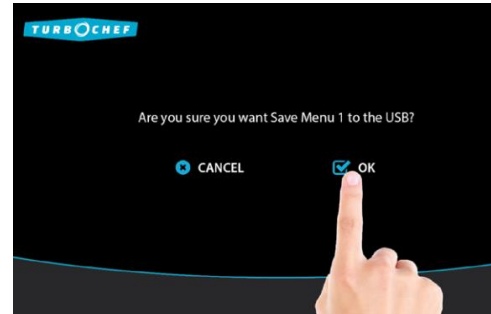 TURBOCHEF
Are you sure you want Save Menu 1 to the USB?
CANCEL
OK